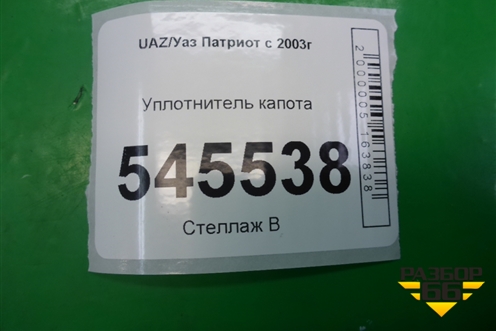 UAZ/Уаз Патриот с 2003г
Уплотнитель капота
545538
Стеллаж В
2000005163838
РАЗБОР
66